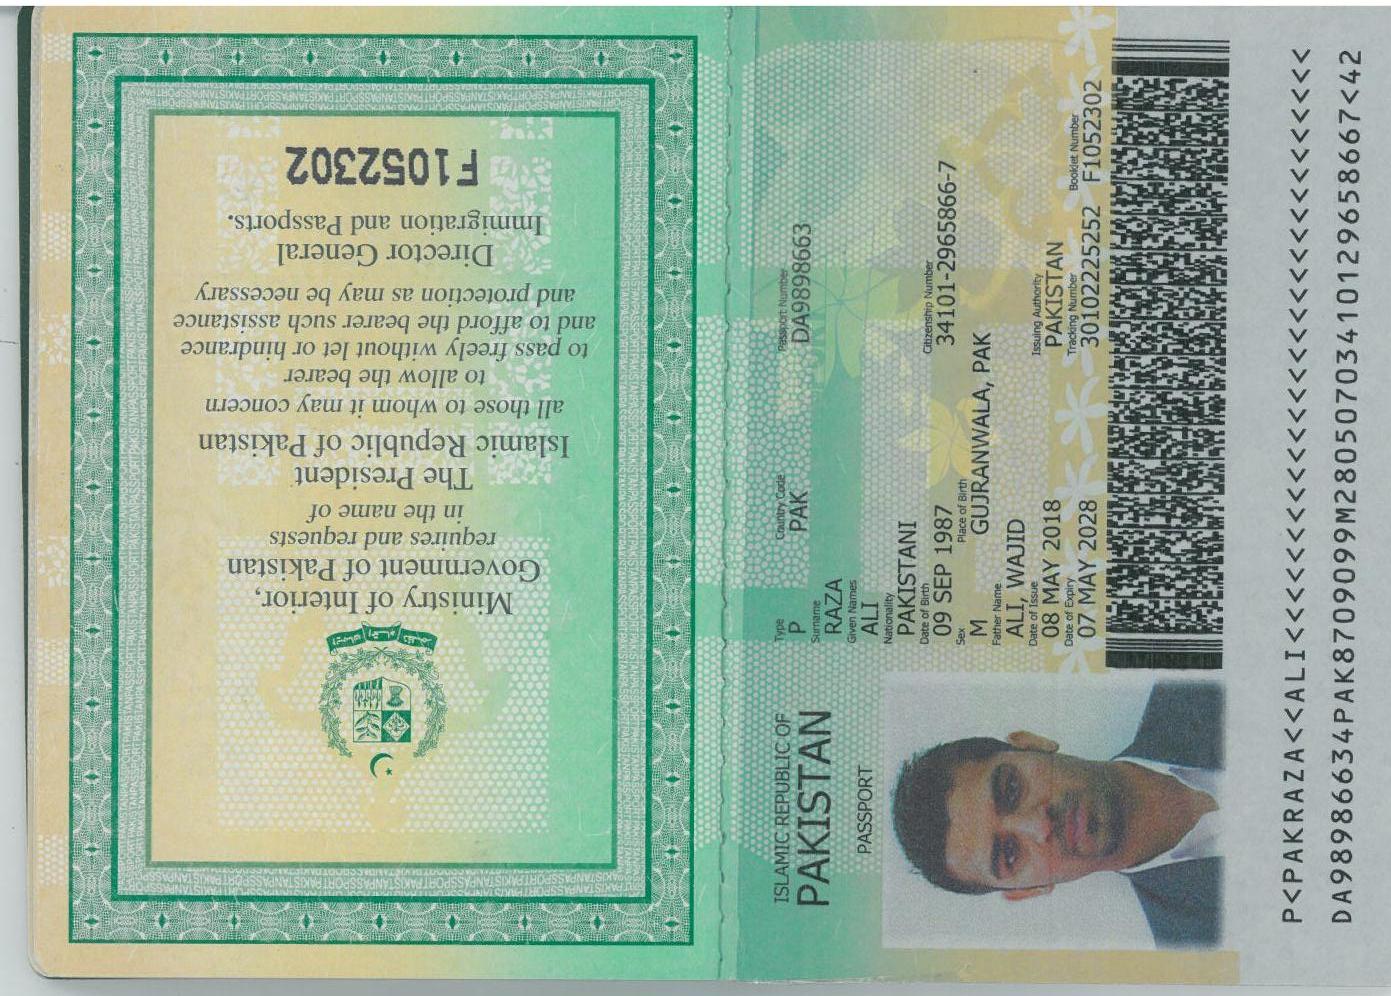 Ministry of Interior,
Government of Pakistan
requires and requests
in the name of
The President
Islamic Republic of Pakistan
all those to whom it may concern
to allow the bearer
to pass freely without let or hindrance
and to afford the bearer such assistance
and protection as may be necessary
Director General
Immigration and Passports.
F1052302
ISLAMIC REPUBLIC OF
PAKISTAN
PASSPORT
Type Country Code Passport Number
P PAK DA9898663
Surname
RAZA
Given Names
ALI
Nationality
PAKISTANI
Date of Birth Citizenship Number
09 SEP 1987 34101-2965866-7
Sex Place of Birth
M GUJRANWALA, PAK
Father Name
ALI, WAJID
Date of Issue Issuing Authority
08 MAY 2018 PAKISTAN
Date of Expiry Tracking Number Booklet Number
07 MAY 2028 30102225252 F1052302
P<PAKRAZA<<ALI<<<<<<<<<<<<<<<<<<<<<<<<<<<<<<
DA98986634PAK8709099M28050703410129658667<42